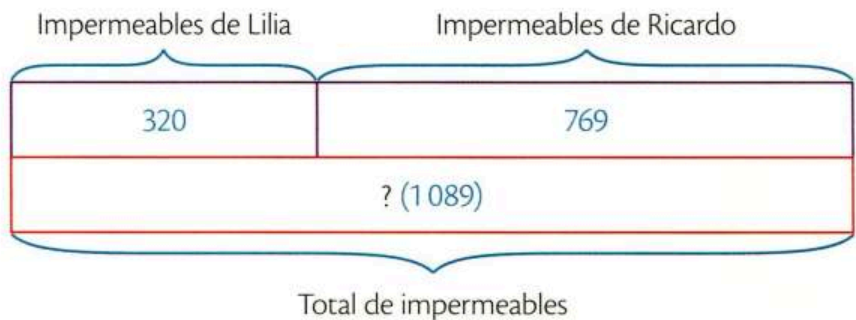 Impermeables de Lilia Impermeables de Ricardo
320 769
? (1 089)
Total de impermeables